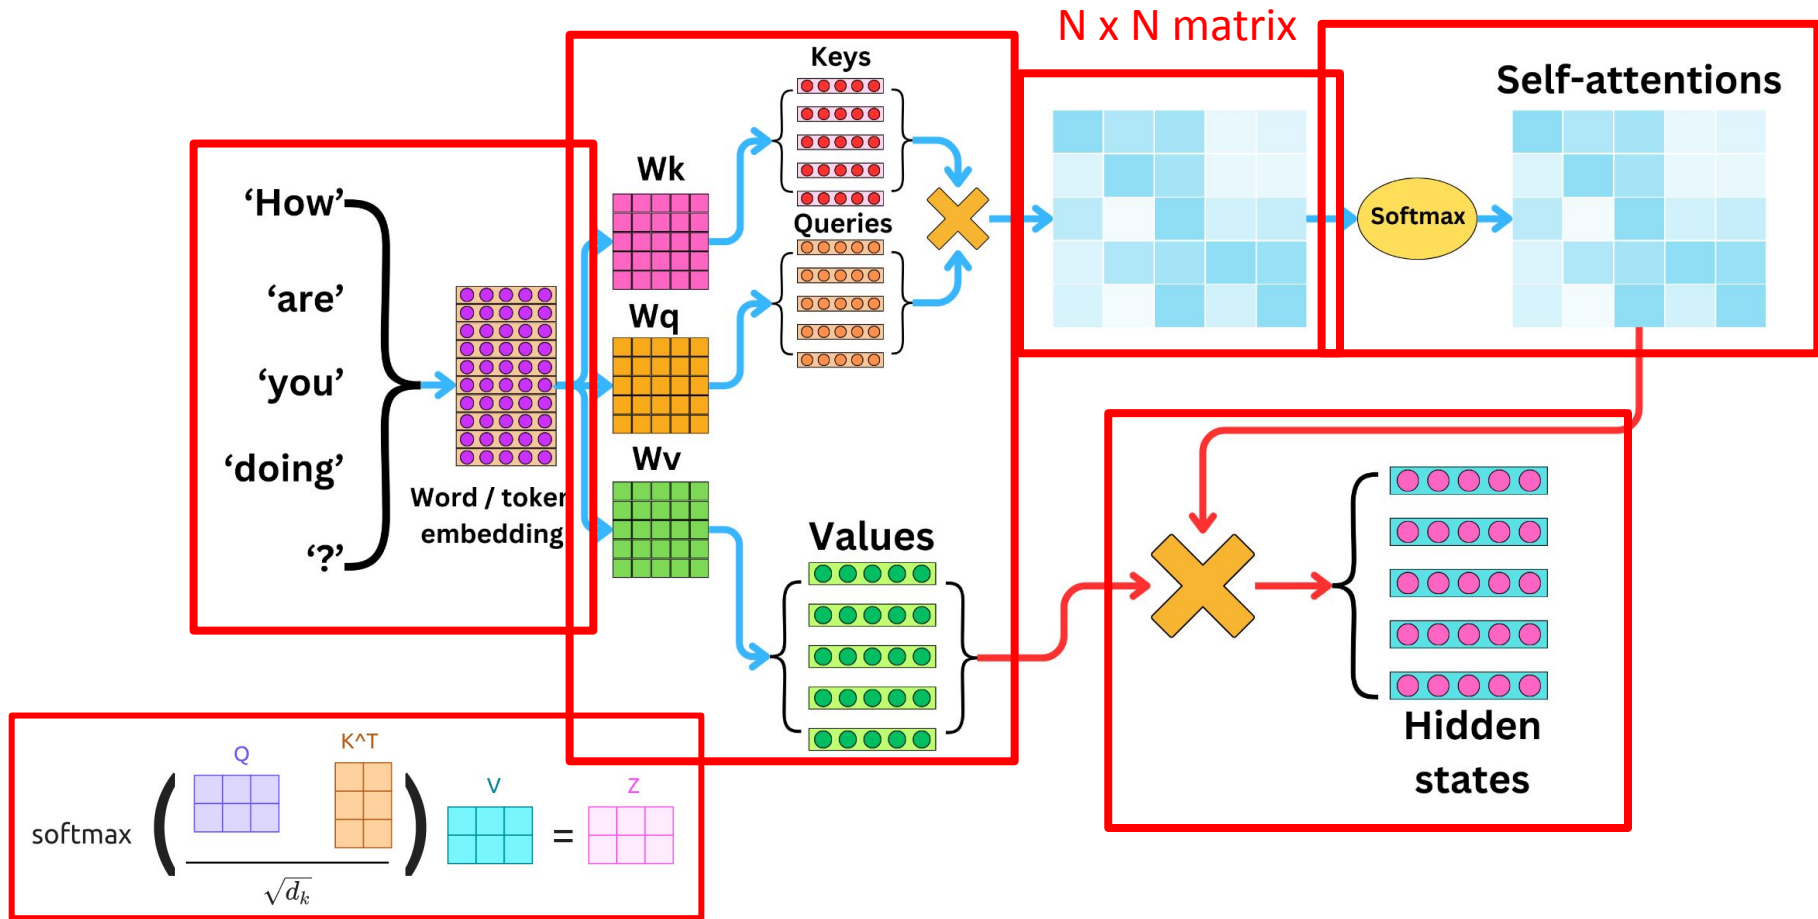 N x N matrix
Keys
Self-attentions
Wk
‘How’
Softmax
Queries
‘are’
Wq
‘you’
Wv
‘doing’
Word / token
embedding
Values
‘?’
Hidden
states
Q
K^T
V
Z
softmax ( ) =
√d_k